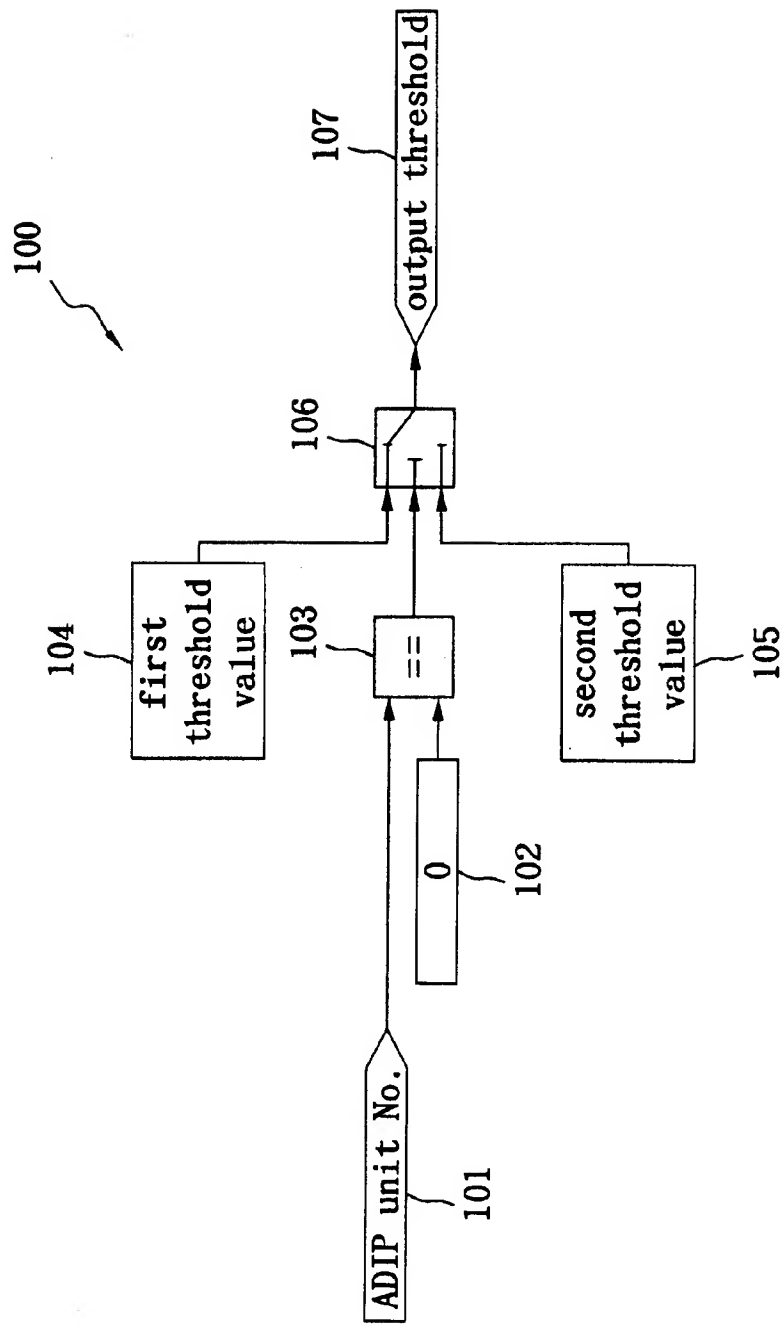 100
104
first
threshold
value
101
ADIP unit No.
102
0
103
==
106
107
output threshold
second
threshold
value
105